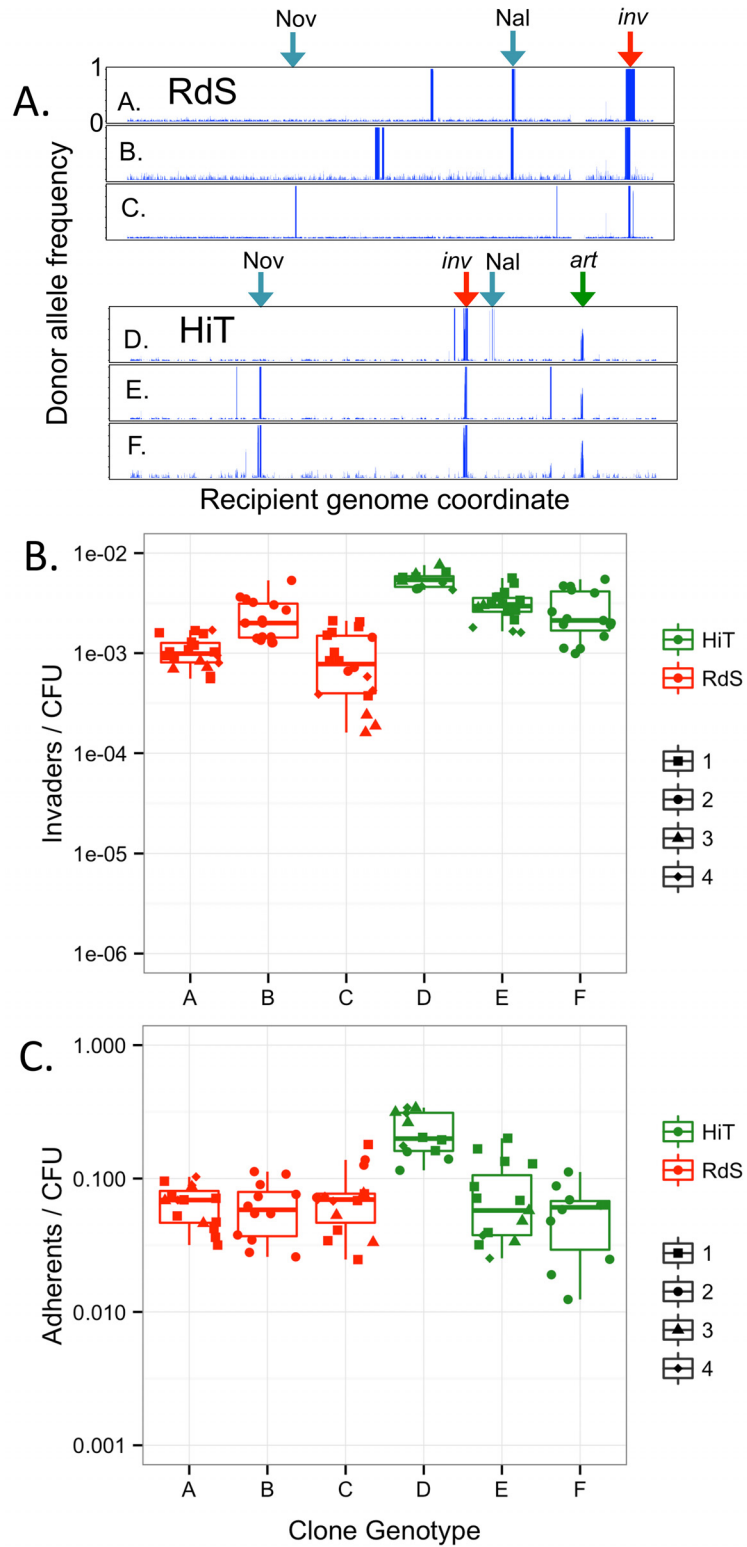 Nov Nal inv
A.
1
A. RdS
0
B.
C.
Donor allele frequency
Nov inv Nal art
D. HiT
E.
F.
Recipient genome coordinate
B.
1e-02
1e-03
1e-04
1e-05
1e-06
Invaders / CFU
A B C D E F
HiT
RdS
1
2
3
4
C.
1.000
0.100
0.010
0.001
Adherents / CFU
A B C D E F
Clone Genotype
HiT
RdS
1
2
3
4